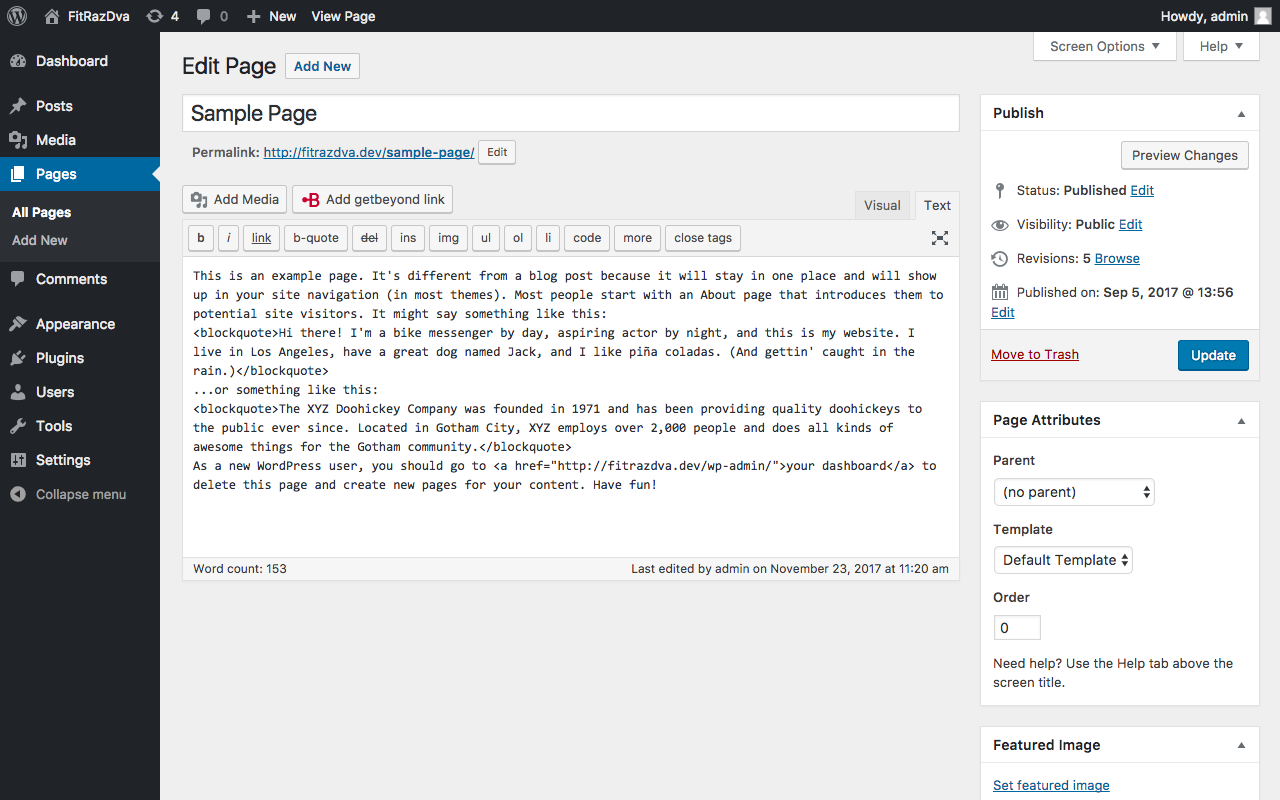 FitRazDva 4 0 New View Page Howdy, admin
Dashboard
Posts
Media
Pages
All Pages
Add New
Comments
Appearance
Plugins
Users
Tools
Settings
Collapse menu
Screen Options Help
Edit Page Add New
Sample Page
Permalink: http://fitrazdva.dev/sample-page/ Edit
Add Media B Add getbeyond link
Visual Text
b i link b-quote del ins img ul ol li code more close tags
This is an example page. It's different from a blog post because it will stay in one place and will show
up in your site navigation (in most themes). Most people start with an About page that introduces them to
potential site visitors. It might say something like this:
<blockquote>Hi there! I'm a bike messenger by day, aspiring actor by night, and this is my website. I
live in Los Angeles, have a great dog named Jack, and I like piña coladas. (And gettin' caught in the
rain.)</blockquote>
...or something like this:
<blockquote>The XYZ Doohickey Company was founded in 1971 and has been providing quality doohickeys to
the public ever since. Located in Gotham City, XYZ employs over 2,000 people and does all kinds of
awesome things for the Gotham community.</blockquote>
As a new WordPress user, you should go to <a href="http://fitrazdva.dev/wp-admin/">your dashboard</a> to
delete this page and create new pages for your content. Have fun!
Word count: 153 Last edited by admin on November 23, 2017 at 11:20 am
Publish
Preview Changes
Status: Published Edit
Visibility: Public Edit
Revisions: 5 Browse
Published on: Sep 5, 2017 @ 13:56
Edit
Move to Trash Update
Page Attributes
Parent
(no parent)
Template
Default Template
Order
0
Need help? Use the Help tab above the
screen title.
Featured Image
Set featured image